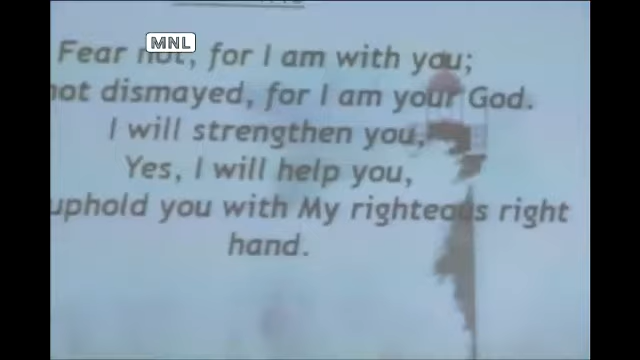 MNL
Fear not, for I am with you;
not dismayed, for I am your God.
I will strengthen you,
Yes, I will help you,
uphold you with My righteous right
hand.